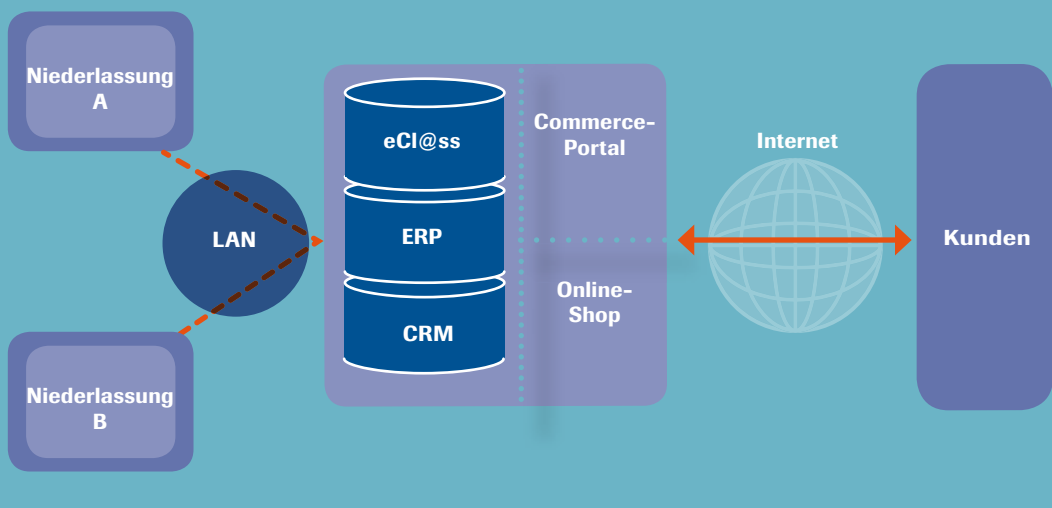 Niederlassung
A
LAN
Niederlassung
B
eCl@ss
ERP
CRM
Commerce-
Portal
Online-
Shop
Internet
Kunden